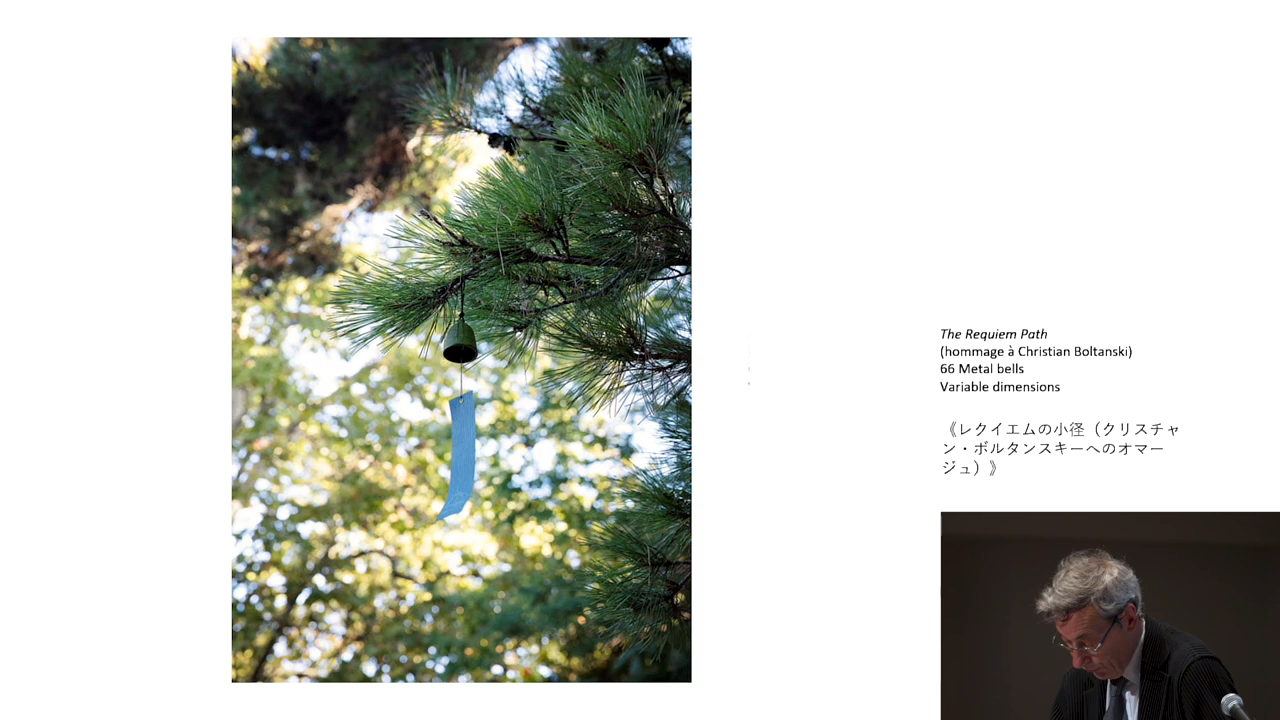 The Requiem Path
(hommage à Christian Boltanski)
66 Metal bells
Variable dimensions
《レクイエムの小径（クリスチャ
ン・ボルタンスキーへのオマー
ジュ）》